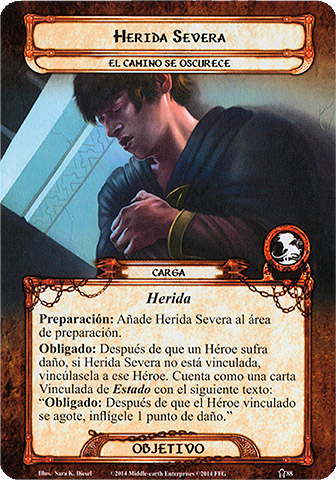 Herida Severa
El camino se oscurece
Carga
Herida
Preparación: Añade Herida Severa al área
de preparación.
Obligado: Después de que un Héroe sufra
daño, si Herida Severa no está vinculada,
vincúlasela a ese Héroe. Cuenta como una carta
Vinculada de Estado con el siguiente texto:
“Obligado: Después de que el Héroe vinculado
se agote, inflígele 1 punto de daño.”
Objetivo
Illus. Sara K. Diesel ©2014 Middle-earth Enterprises ©2014 FFG 88